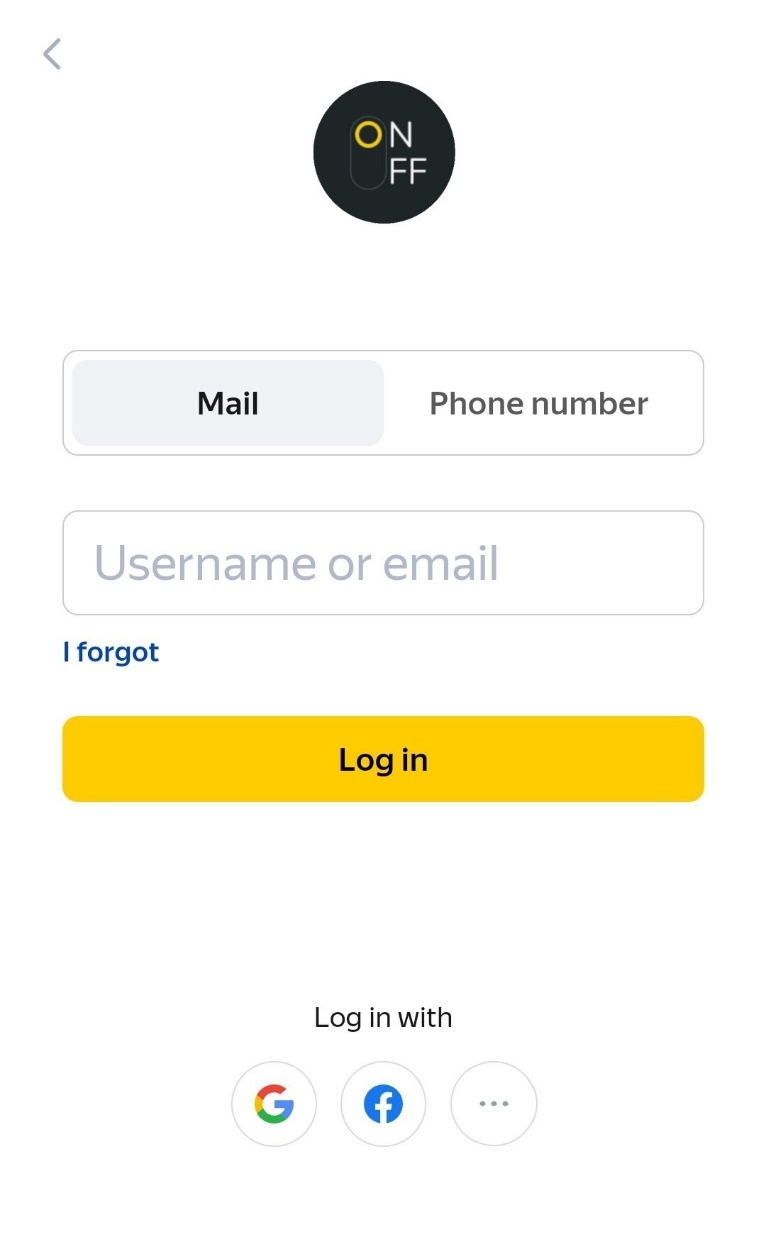 ON
FF
Mail
Phone number
Username or email
I forgot
Log in
Log in with